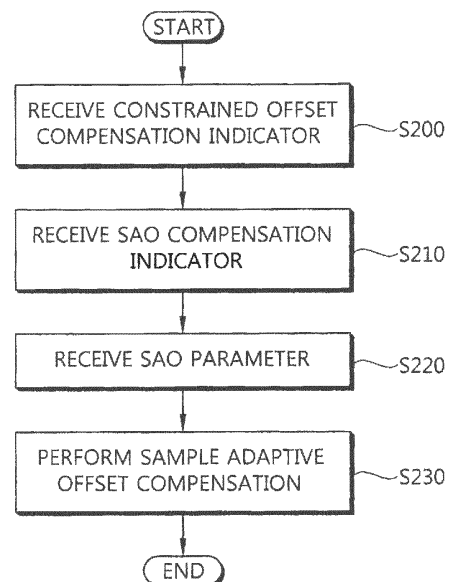 START
RECEIVE CONSTRAINED OFFSET
COMPENSATION INDICATOR
S200
RECEIVE SAO COMPENSATION
INDICATOR
S210
RECEIVE SAO PARAMETER
S220
PERFORM SAMPLE ADAPTIVE
OFFSET COMPENSATION
S230
END